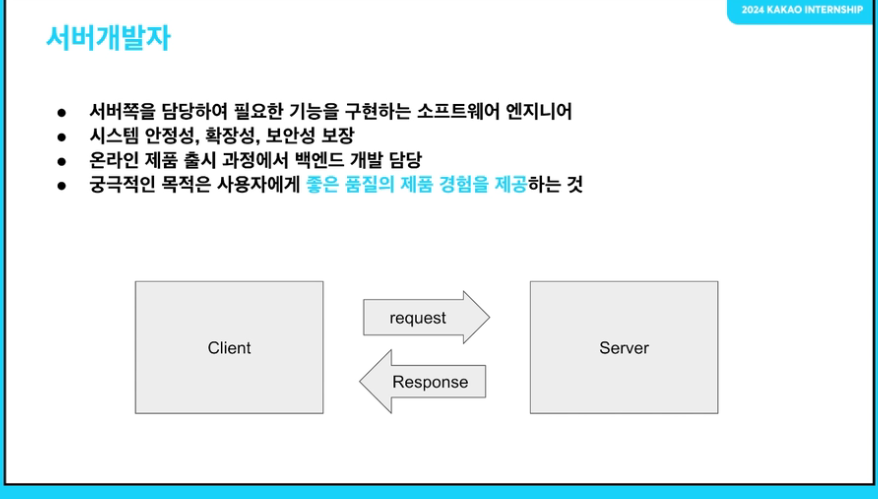 2024 KAKAO INTERNSHIP
서버개발자
● 서버쪽을 담당하여 필요한 기능을 구현하는 소프트웨어 엔지니어
● 시스템 안정성, 확장성, 보안성 보장
● 온라인 제품 출시 과정에서 백엔드 개발 담당
● 궁극적인 목적은 사용자에게 좋은 품질의 제품 경험을 제공하는 것
request
Client
Server
Response